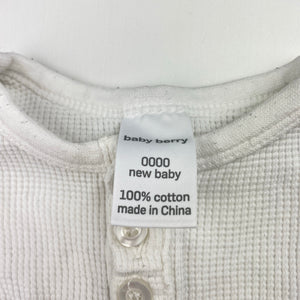 baby berry
0000
new baby
100% cotton
made in China